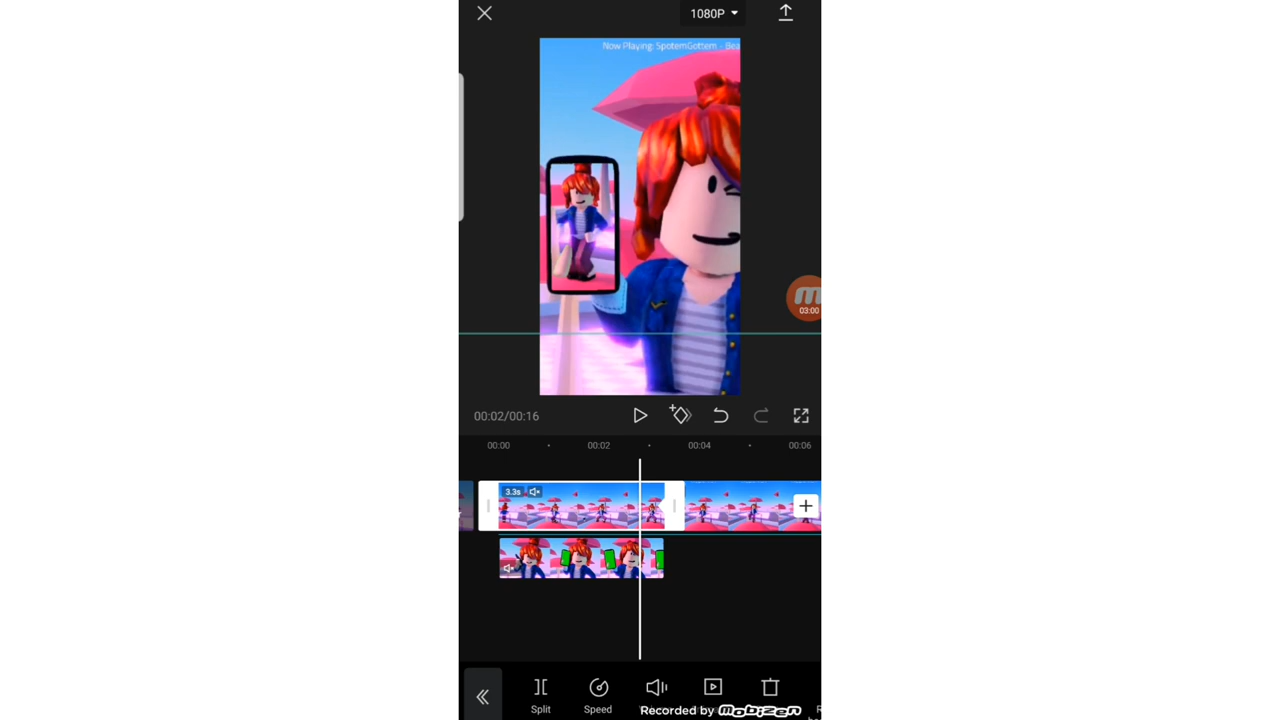 1080P
Now Playing: SpotemGottem - Bea
03:00
00:02/00:16
00:00
00:02
00:04
00:06
3.3s
Split
Speed
Recorded by mobizen